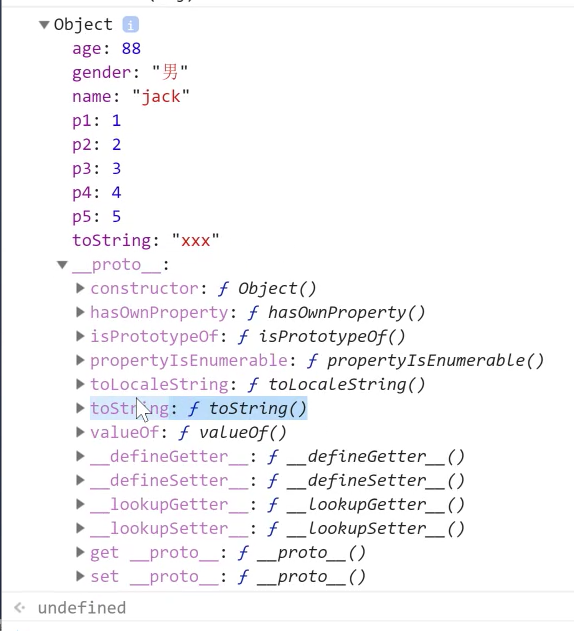 Object i
age: 88
gender: "男"
name: "jack"
p1: 1
p2: 2
p3: 3
p4: 4
p5: 5
toString: "xxx"
__proto__:
constructor: ƒ Object()
hasOwnProperty: ƒ hasOwnProperty()
isPrototypeOf: ƒ isPrototypeOf()
propertyIsEnumerable: ƒ propertyIsEnumerable()
toLocaleString: ƒ toLocaleString()
toString: ƒ toString()
valueOf: ƒ valueOf()
__defineGetter__: ƒ __defineGetter__()
__defineSetter__: ƒ __defineSetter__()
__lookupGetter__: ƒ __lookupGetter__()
__lookupSetter__: ƒ __lookupSetter__()
get __proto__: ƒ __proto__()
set __proto__: ƒ __proto__()
undefined